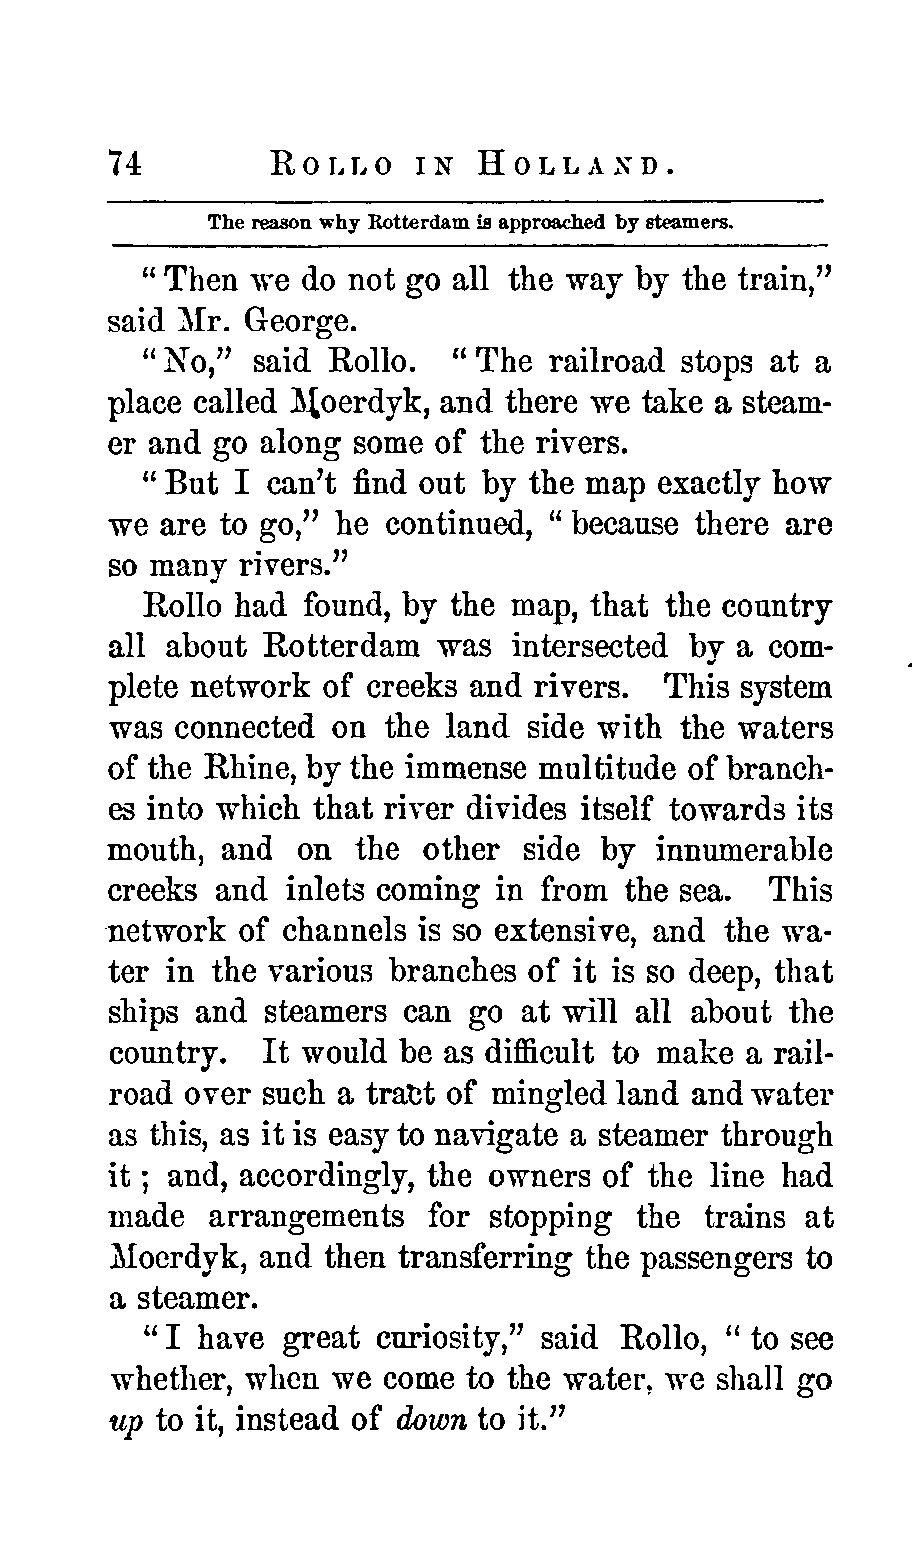 74 ROLLO IN HOLLAND.
The reason why Rotterdam is approached by steamers.
“Then we do not go all the way by the train,”
said Mr. George.
“No,” said Rollo. “The railroad stops at a
place called Moerdyk, and there we take a steam-
er and go along some of the rivers.
“But I can’t find out by the map exactly how
we are to go,” he continued, “because there are
so many rivers.”
Rollo had found, by the map, that the country
all about Rotterdam was intersected by a com-
plete network of creeks and rivers. This system
was connected on the land side with the waters
of the Rhine, by the immense multitude of branch-
es into which that river divides itself towards its
mouth, and on the other side by innumerable
creeks and inlets coming in from the sea. This
network of channels is so extensive, and the wa-
ter in the various branches of it is so deep, that
ships and steamers can go at will all about the
country. It would be as difficult to make a rail-
road over such a tract of mingled land and water
as this, as it is easy to navigate a steamer through
it; and, accordingly, the owners of the line had
made arrangements for stopping the trains at
Moerdyk, and then transferring the passengers to
a steamer.
“I have great curiosity,” said Rollo, “to see
whether, when we come to the water, we shall go
up to it, instead of down to it.”